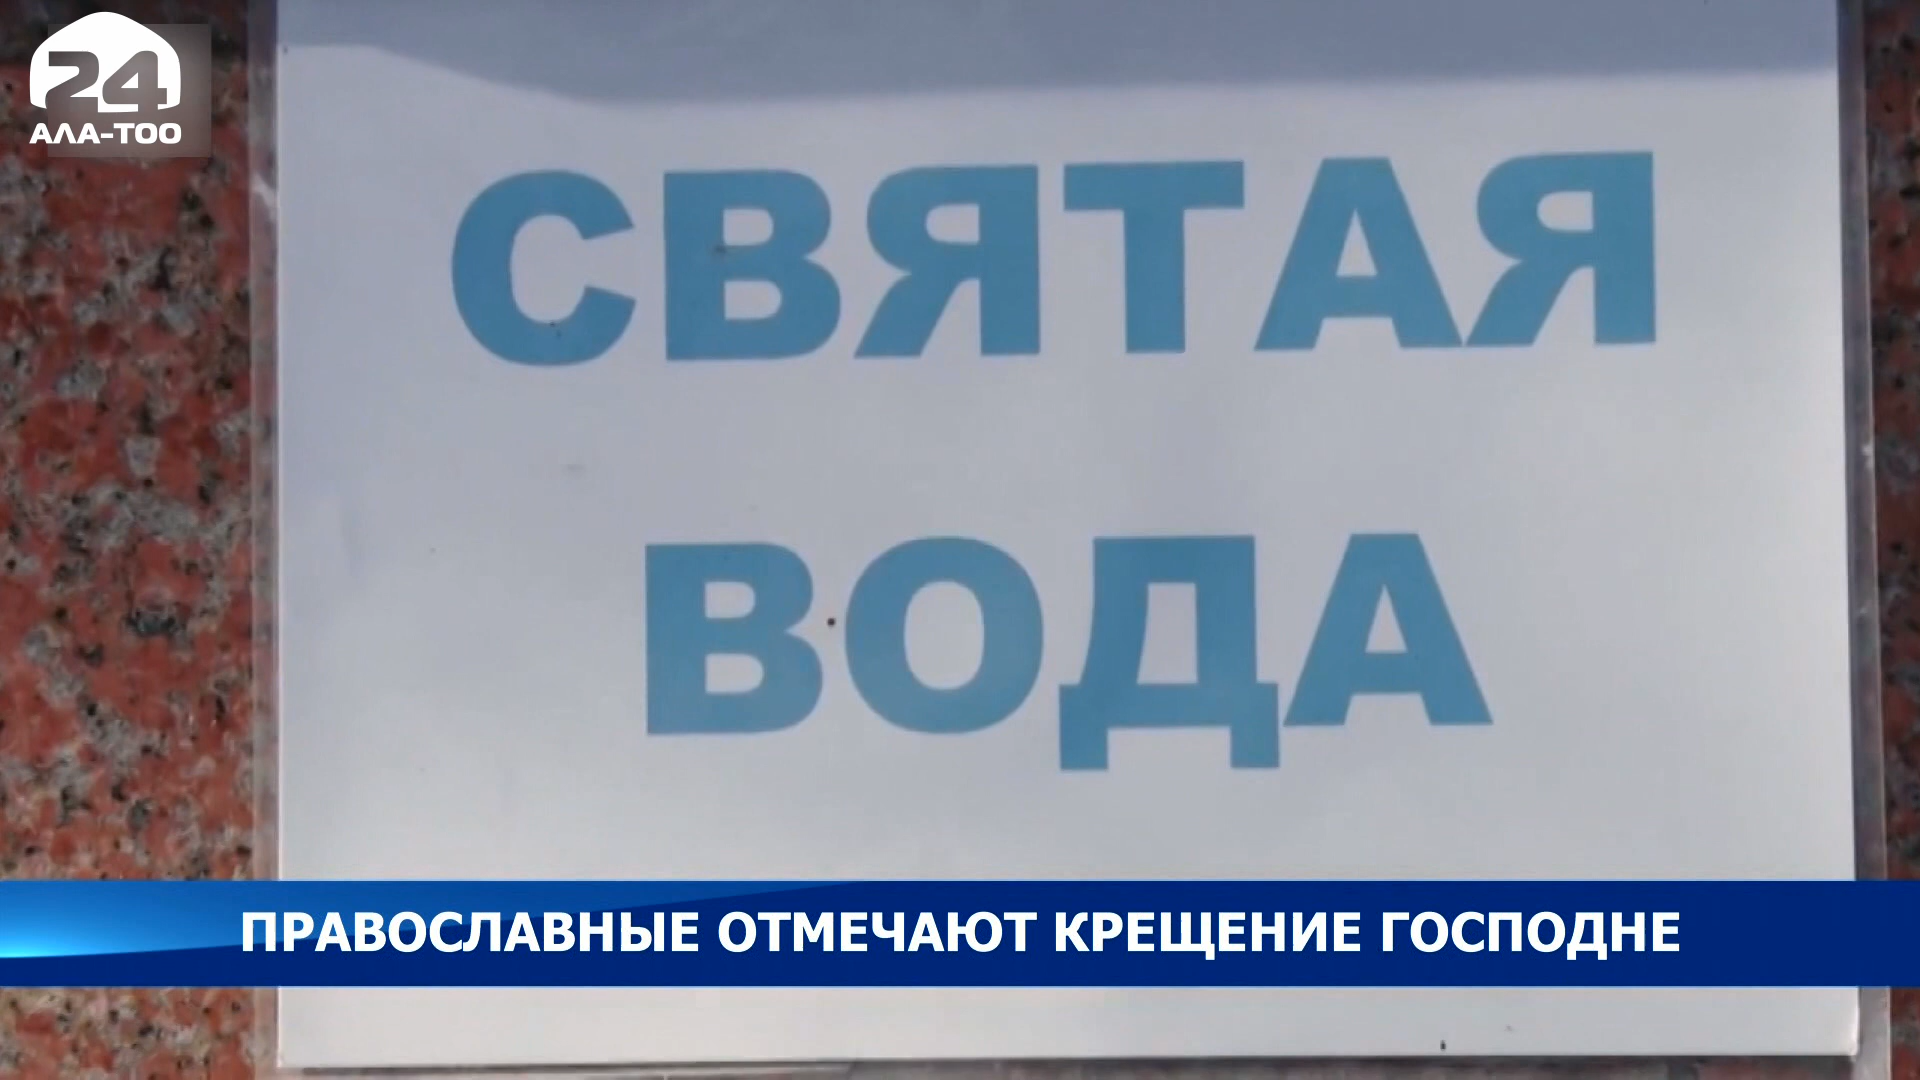 24
АЛА-ТОО
СВЯТАЯ
ВОДА
ПРАВОСЛАВНЫЕ ОТМЕЧАЮТ КРЕЩЕНИЕ ГОСПОДНЕ